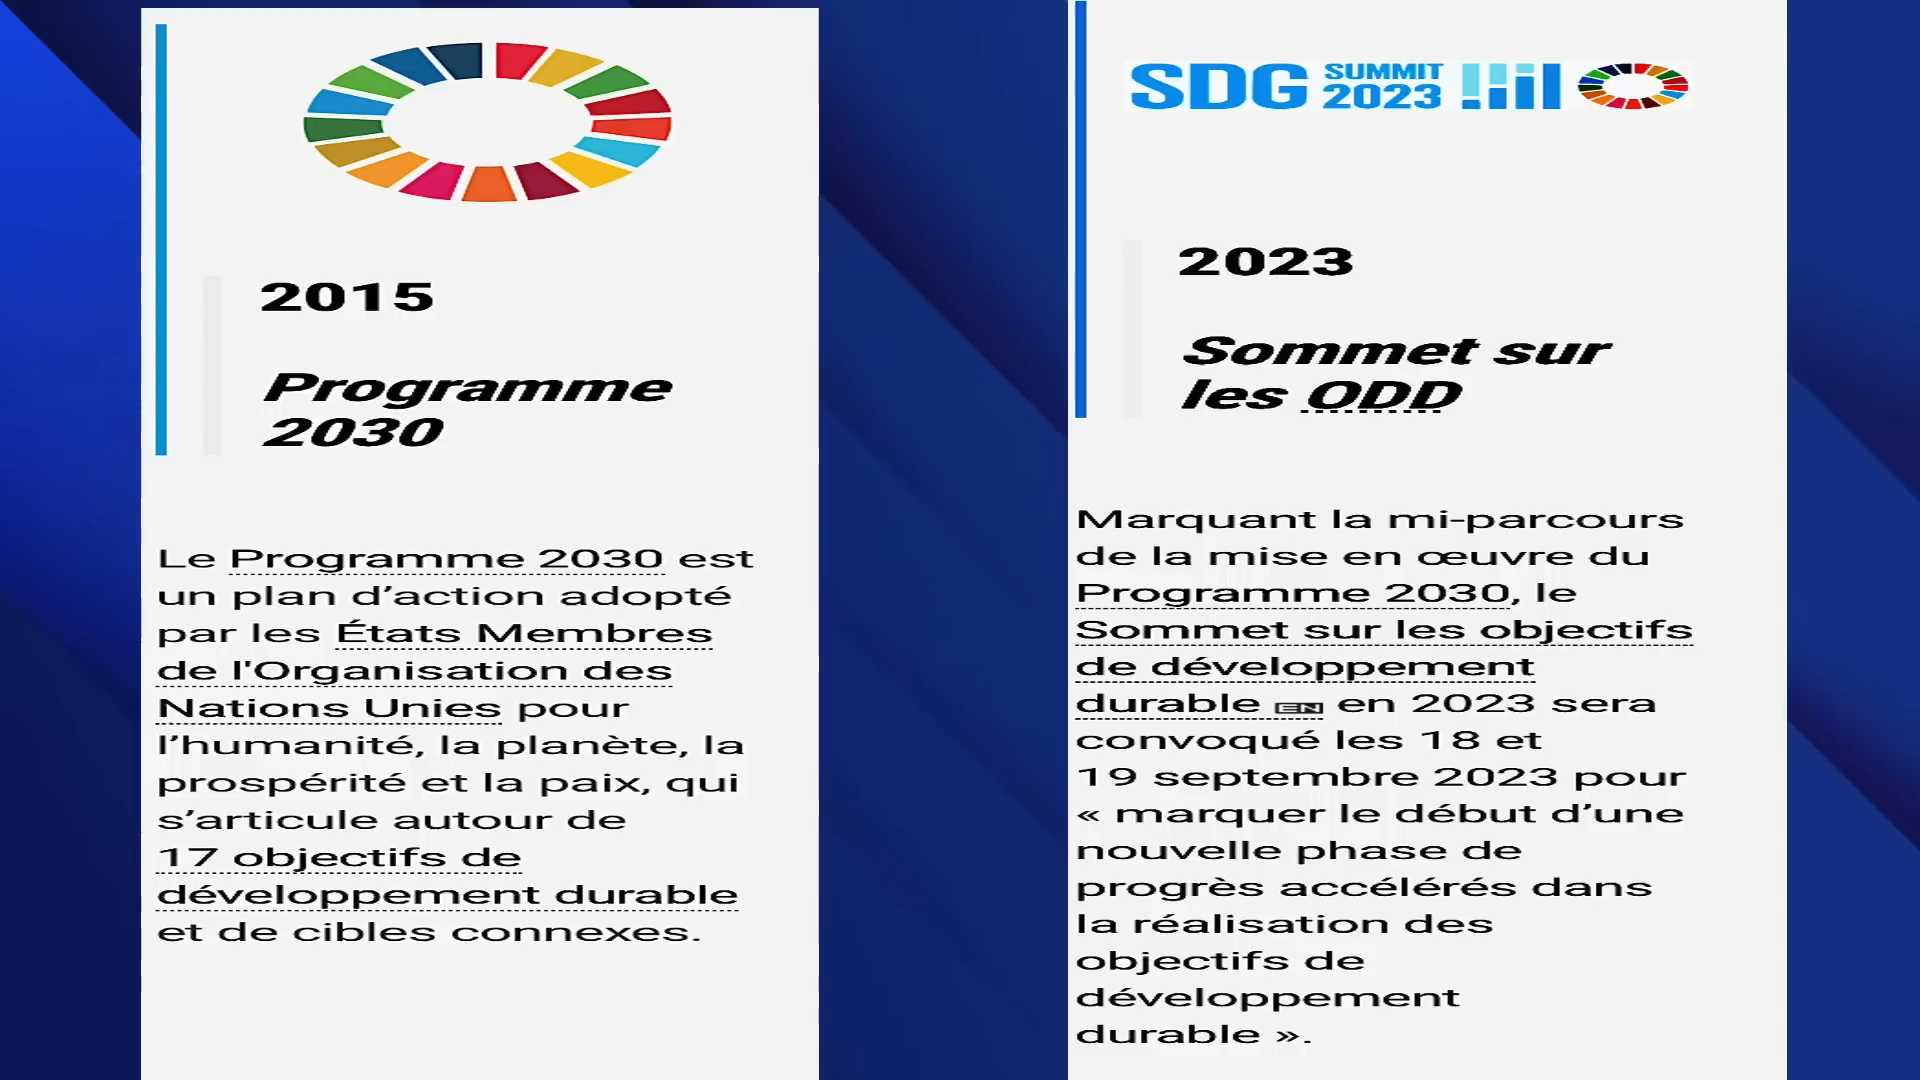 2015
Programme
2030
Le Programme 2030 est
un plan d’action adopté
par les États Membres
de l'Organisation des
Nations Unies pour
l’humanité, la planète, la
prospérité et la paix, qui
s’articule autour de
17 objectifs de
développement durable
et de cibles connexes.
SDG SUMMIT
2023
2023
Sommet sur
les ODD
Marquant la mi-parcours
de la mise en œuvre du
Programme 2030, le
Sommet sur les objectifs
de développement
durable EN en 2023 sera
convoqué les 18 et
19 septembre 2023 pour
« marquer le début d’une
nouvelle phase de
progrès accélérés dans
la réalisation des
objectifs de
développement
durable ».